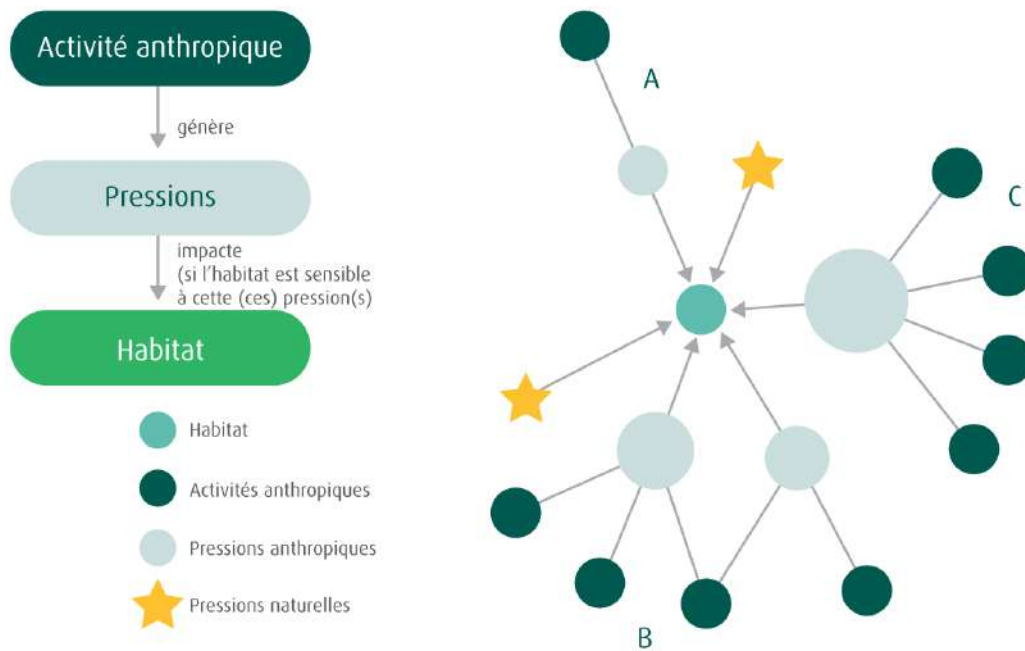 Activité anthropique
génère
Pressions
impacte
(si l'habitat est sensible
à cette (ces) pression(s)
Habitat
Habitat
Activités anthropiques
Pressions anthropiques
Pressions naturelles
A
C
B